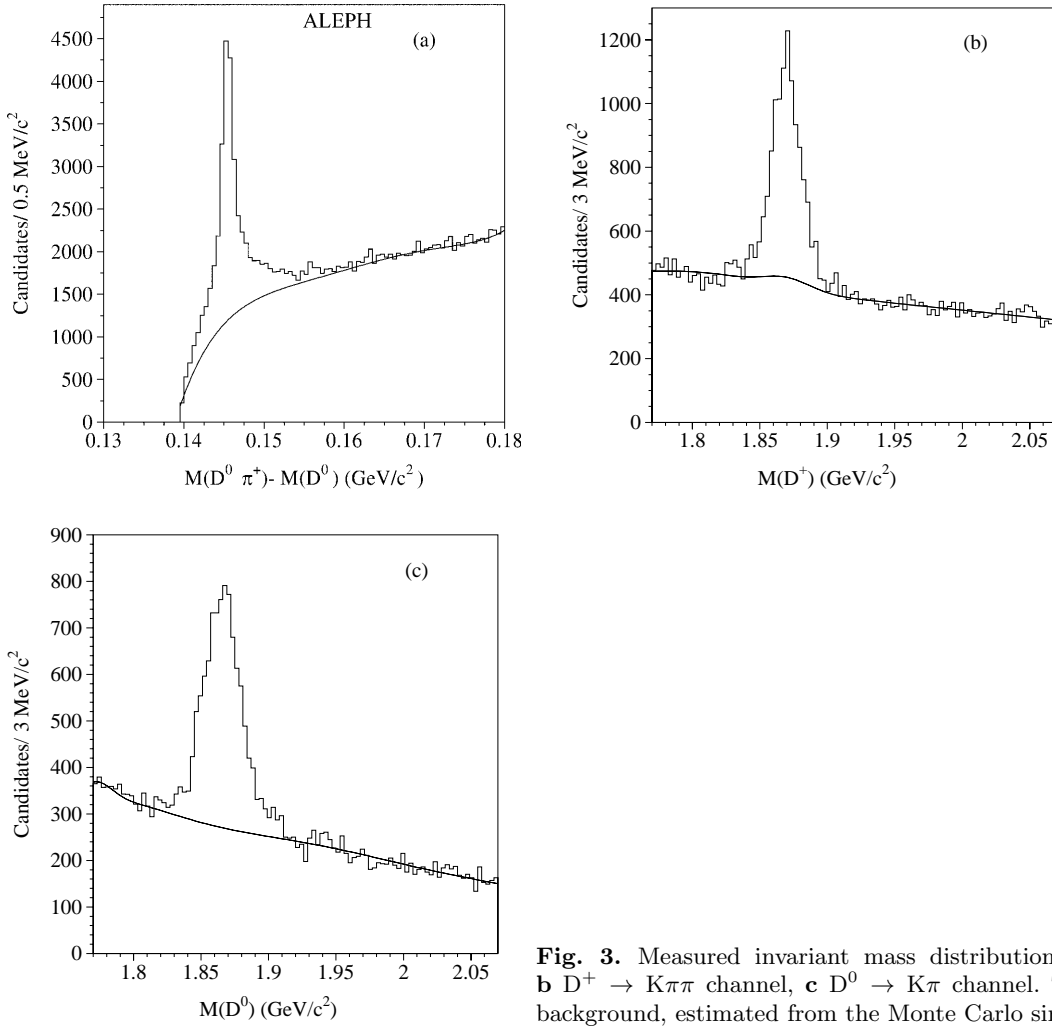 ALEPH
(a)
Candidates/ 0.5 MeV/c²
4500
4000
3500
3000
2500
2000
1500
1000
500
0
0.13 0.14 0.15 0.16 0.17 0.18
M(D⁰ π⁺)- M(D⁰) (GeV/c²)
(b)
Candidates/ 3 MeV/c²
1200
1000
800
600
400
200
0
1.8 1.85 1.9 1.95 2 2.05
M(D⁺) (GeV/c²)
(c)
Candidates/ 3 MeV/c²
900
800
700
600
500
400
300
200
100
0
1.8 1.85 1.9 1.95 2 2.05
M(D⁰) (GeV/c²)
Fig. 3. Measured invariant mass distribution
b D⁺ → Kππ channel, c D⁰ → Kπ channel.
background, estimated from the Monte Carlo